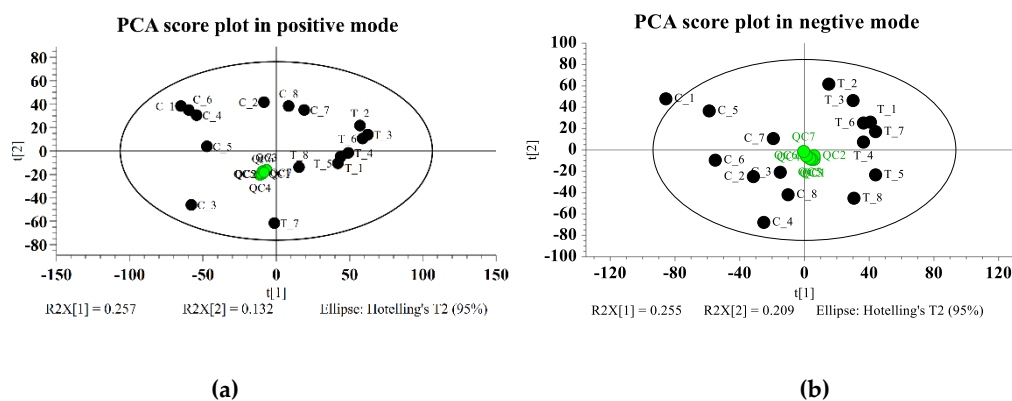 PCA score plot in positive mode
80
60
40
20
0
-20
-40
-60
-80
t[2]
C_1
C_6
C_4
C_2
C_8
C_7
T_2
T_3
T_6
C_5
T_8
T_4
T_5
T_1
QC4
C_3
T_7
-150
-100
-50
0
50
100
150
t[1]
R2X[1] = 0.257
R2X[2] = 0.132
Ellipse: Hotelling's T2 (95%)
(a)
PCA score plot in negtive mode
100
80
60
40
20
0
-20
-40
-60
-80
-100
t[2]
C_1
T_2
T_3
C_5
T_1
T_6
T_7
C_7
QC7
T_4
QC2
C_6
C_3
C_2
T_5
C_8
T_8
C_4
-120
-80
-40
0
40
80
120
t[1]
R2X[1] = 0.255
R2X[2] = 0.209
Ellipse: Hotelling's T2 (95%)
(b)